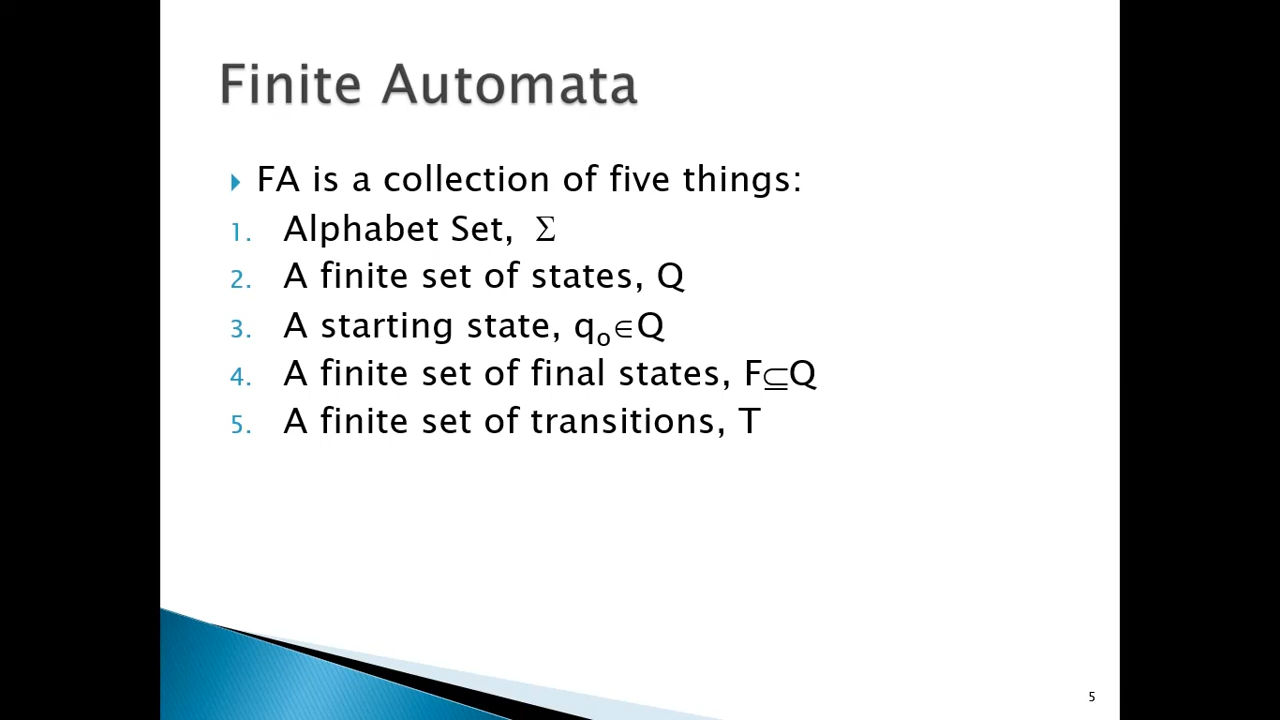 Finite Automata
FA is a collection of five things:
1. Alphabet Set, Σ
2. A finite set of states, Q
3. A starting state, q₀∈Q
4. A finite set of final states, F⊆Q
5. A finite set of transitions, T
5